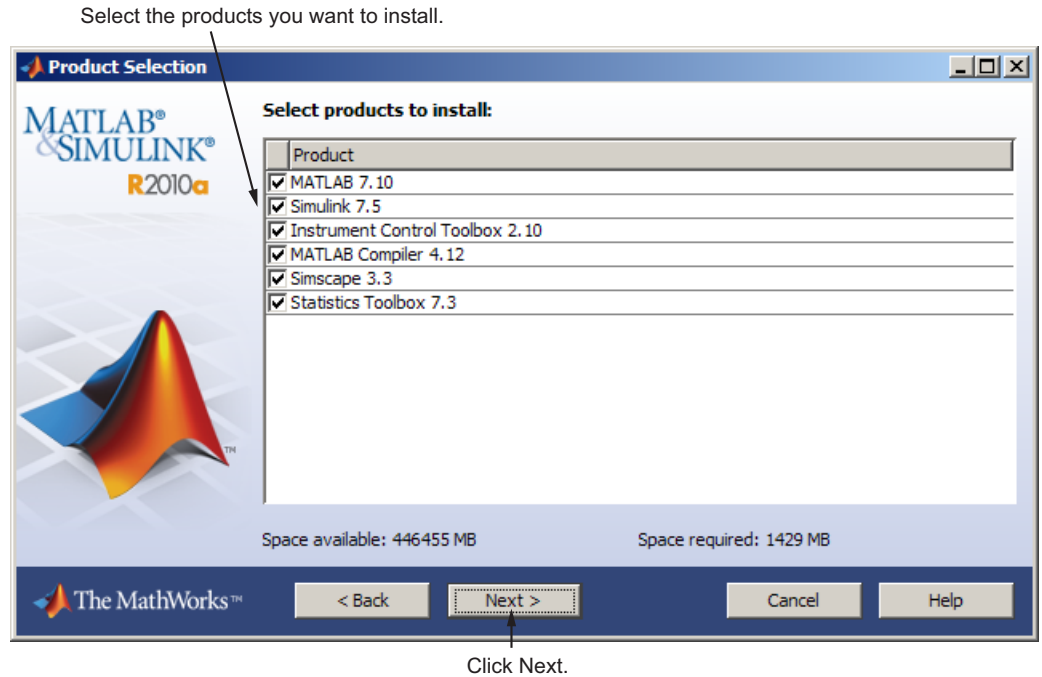 Select the products you want to install.
Product Selection
MATLAB®
&SIMULINK®
R2010a
Select products to install:
Product
MATLAB 7.10
Simulink 7.5
Instrument Control Toolbox 2.10
MATLAB Compiler 4.12
Simscape 3.3
Statistics Toolbox 7.3
TM
Space available: 446455 MB Space required: 1429 MB
The MathWorks™ < Back Next > Cancel Help
Click Next.